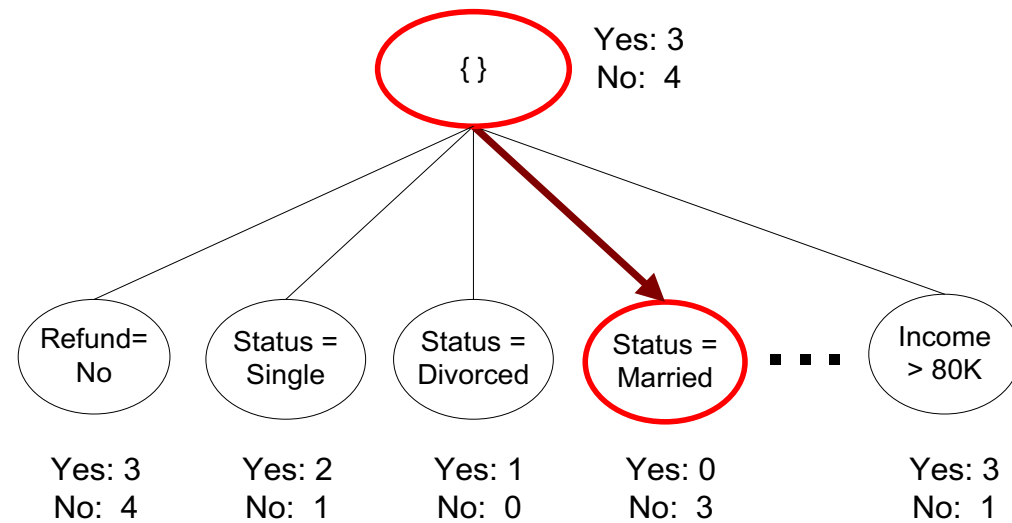 { }
Yes: 3
No: 4
Refund=
No
Status =
Single
Status =
Divorced
Status =
Married
Income
> 80K
Yes: 3
No: 4
Yes: 2
No: 1
Yes: 1
No: 0
Yes: 0
No: 3
Yes: 3
No: 1